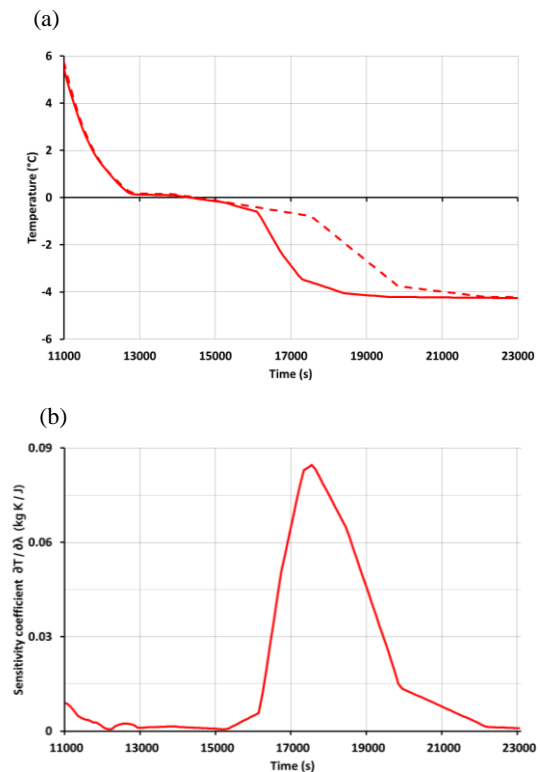 (a)
6
4
2
0
-2
-4
-6
Temperature (°C)
11000 13000 15000 17000 19000 21000 23000
Time (s)
(b)
0.09
0.06
0.03
0
Sensitivity coefficient ∂T / ∂λ (kg K / J)
11000 13000 15000 17000 19000 21000 23000
Time (s)